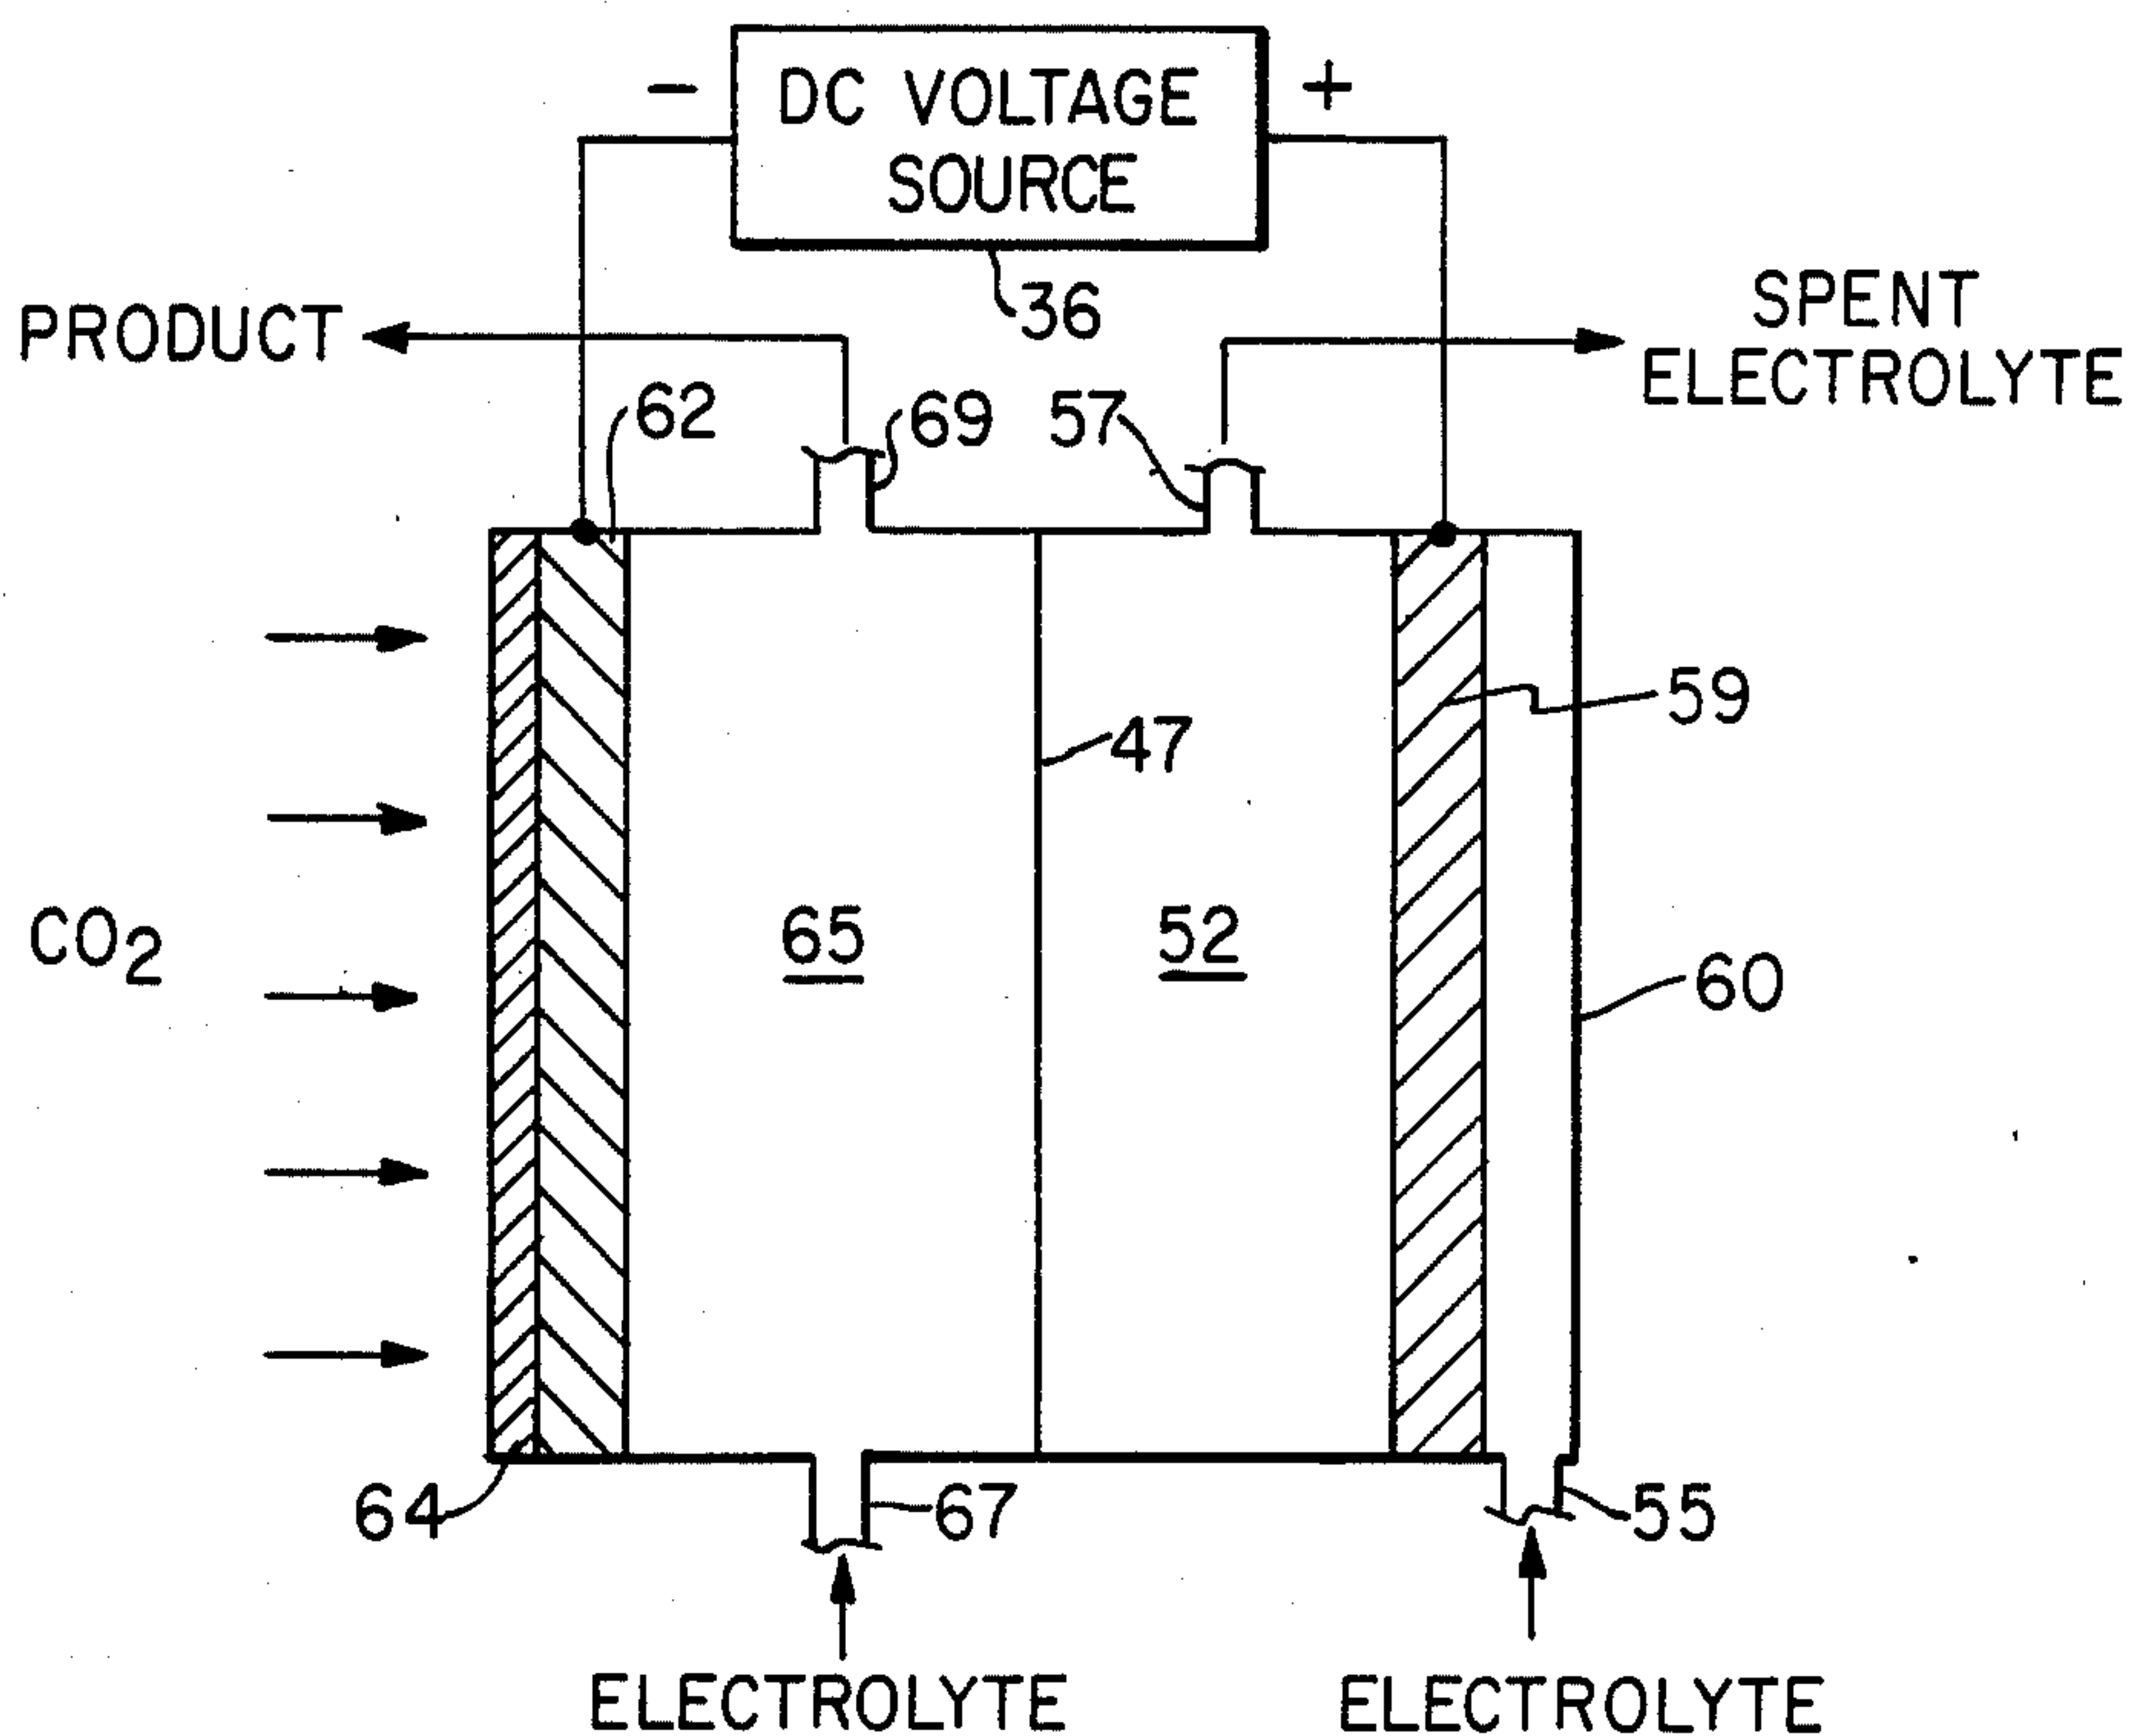 − DC VOLTAGE +
SOURCE
36
PRODUCT
SPENT
ELECTROLYTE
62
69
57
59
47
65
52
CO2
60
64
67
55
ELECTROLYTE
ELECTROLYTE